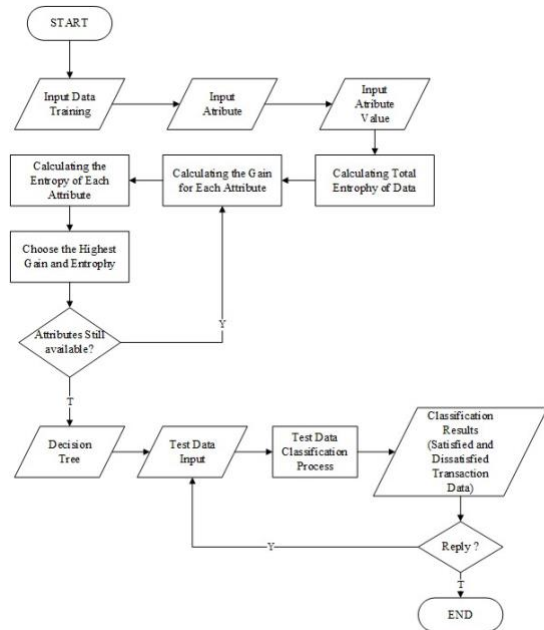 START
Input Data
Training
Input
Atribute
Input
Atribute
Value
Calculating the
Entropy of Each
Attribute
Calculating the Gain
for Each Attribute
Calculating Total
Entrophy of Data
Choose the Highest
Gain and Entrophy
Attributes Still
available?
Y
T
Decision
Tree
Test Data
Input
Test Data
Classification
Process
Classification
Results
(Satisfied and
Dissatisfied
Transaction
Data)
Y
Reply ?
T
END